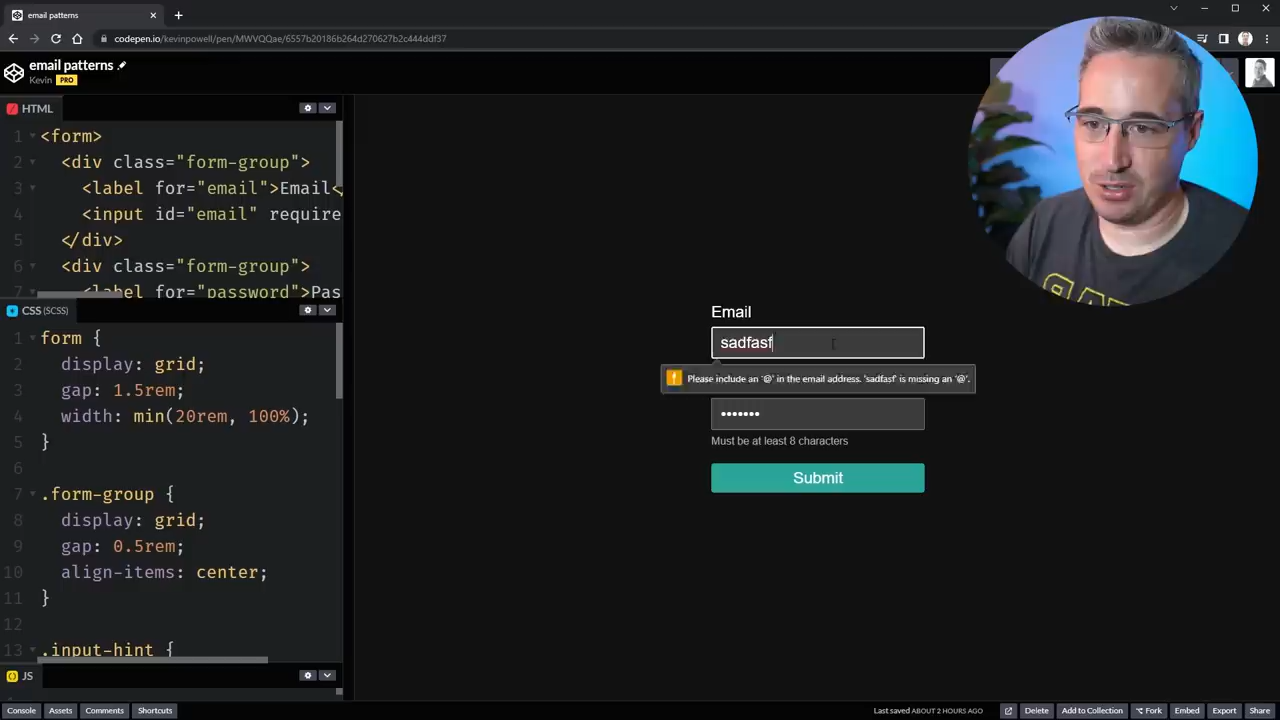 email patterns
codepen.io/kevinpowell/pen/MWVQQae/6557b20186b264d270627b2c444ddf37
email patterns
Kevin PRO
HTML
1 <form>
2 <div class="form-group">
3 <label for="email">Email<
4 <input id="email" require
5 </div>
6 <div class="form-group">
7 <label for="password">Pas
CSS (SCSS)
1 form {
2 display: grid;
3 gap: 1.5rem;
4 width: min(20rem, 100%);
5 }
6
7 .form-group {
8 display: grid;
9 gap: 0.5rem;
10 align-items: center;
11 }
12
13 .input-hint {
JS
Email
sadfasf
Please include an '@' in the email address. 'sadfasf' is missing an '@'.
•••••••
Must be at least 8 characters
Submit
Console Assets Comments Shortcuts
Last saved ABOUT 2 HOURS AGO
Delete Add to Collection Fork Embed Export Share